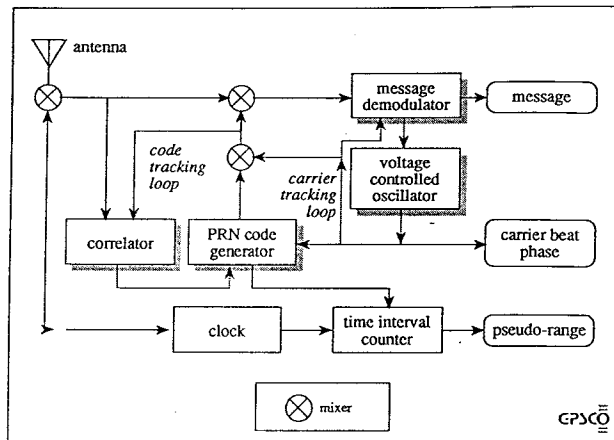 antenna
message
demodulator
message
code
tracking
loop
carrier
tracking
loop
voltage
controlled
oscillator
correlator
PRN code
generator
carrier beat
phase
clock
time interval
counter
pseudo-range
mixer
GPSCO